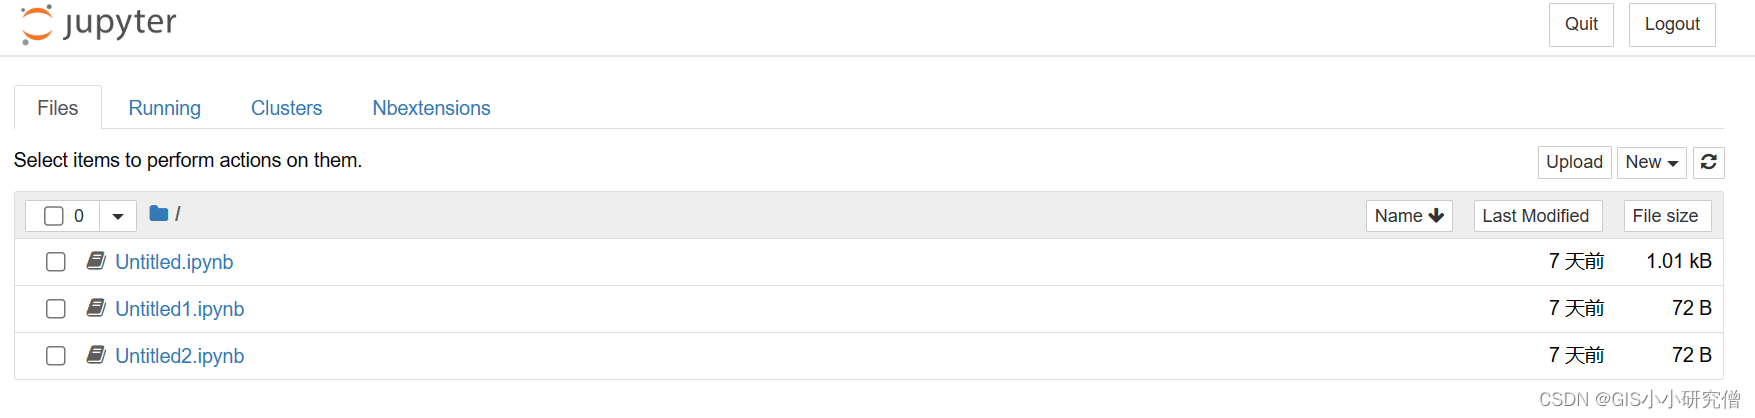 jupyter
Quit Logout
Files Running Clusters Nbextensions
Select items to perform actions on them.
Upload New
0 / Name Last Modified File size
Untitled.ipynb 7 天前 1.01 kB
Untitled1.ipynb 7 天前 72 B
Untitled2.ipynb 7 天前 72 B
CSDN @GIS小小研究僧